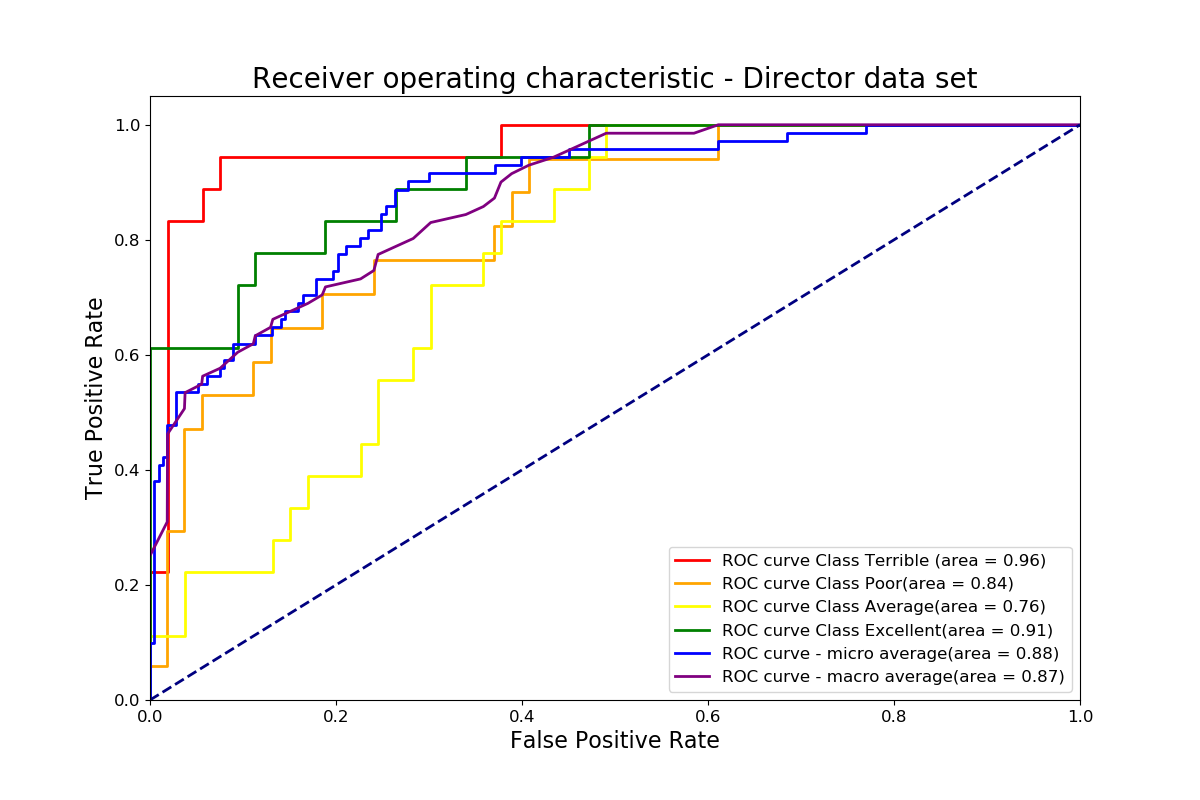 Receiver operating characteristic - Director data set
True Positive Rate
1.0
0.8
0.6
0.4
0.2
0.0
0.0 0.2 0.4 0.6 0.8 1.0
False Positive Rate
ROC curve Class Terrible (area = 0.96)
ROC curve Class Poor(area = 0.84)
ROC curve Class Average(area = 0.76)
ROC curve Class Excellent(area = 0.91)
ROC curve - micro average(area = 0.88)
ROC curve - macro average(area = 0.87)